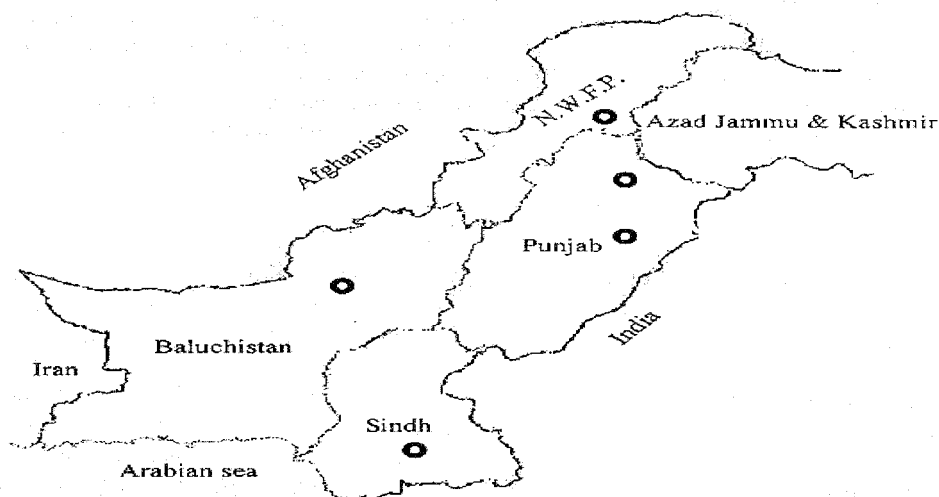 N.W.F.P.
Azad Jammu & Kashmir
Afghanistan
Punjab
India
Baluchistan
Iran
Sindh
Arabian sea